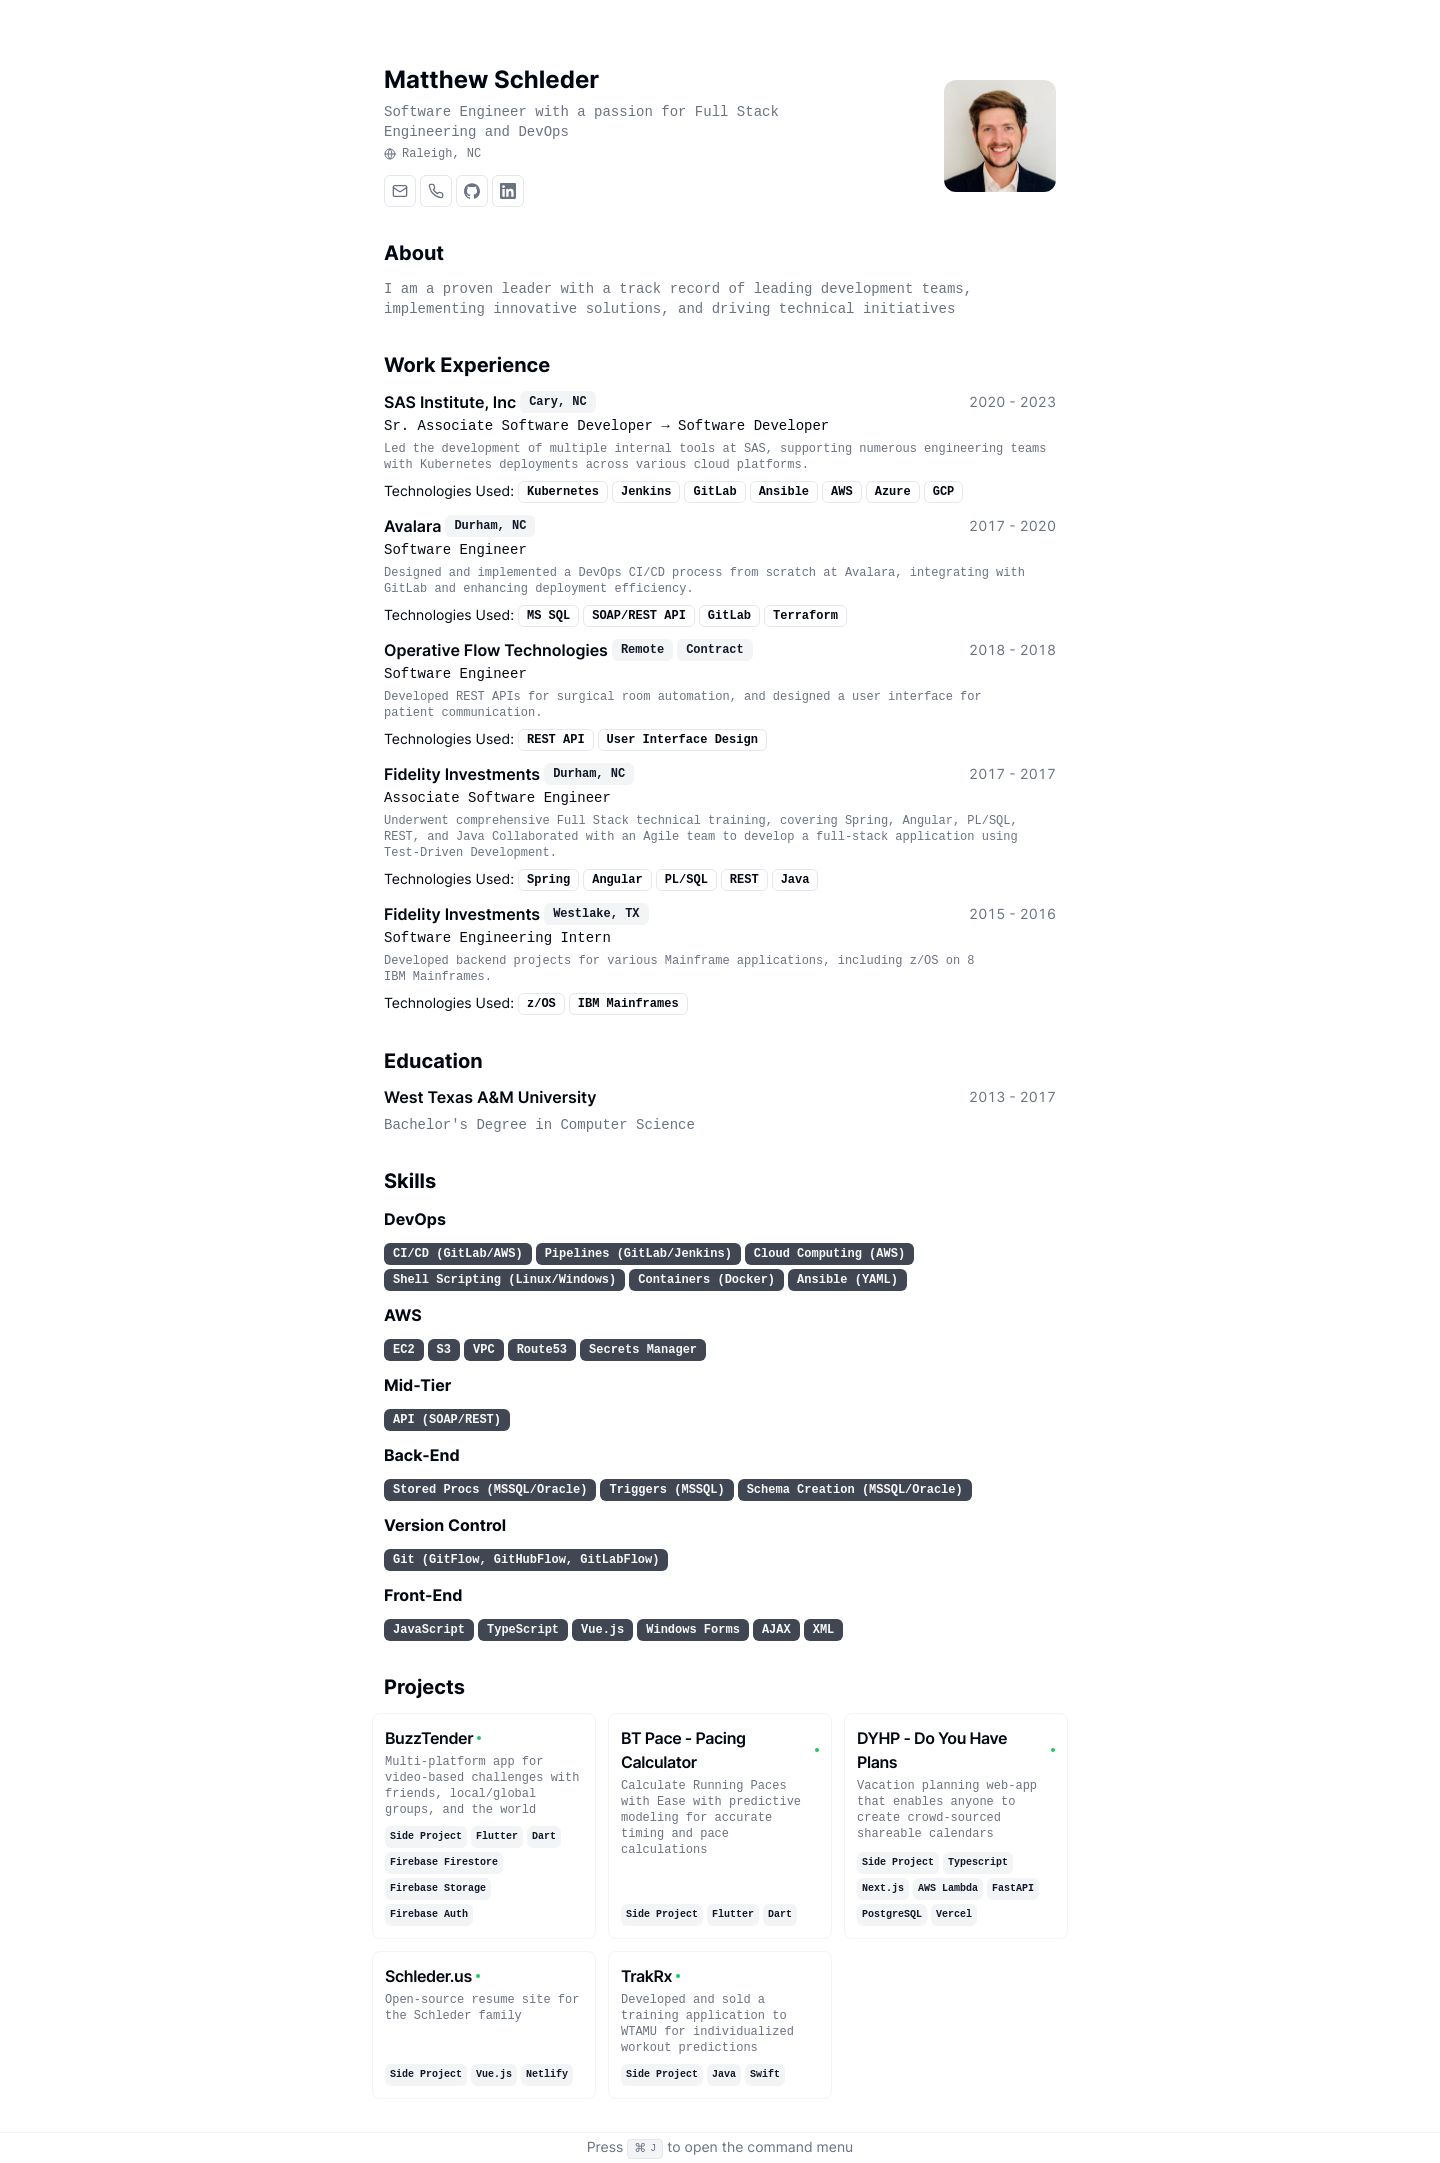 Matthew Schleder
Software Engineer with a passion for Full Stack
Engineering and DevOps
Raleigh, NC
About
I am a proven leader with a track record of leading development teams,
implementing innovative solutions, and driving technical initiatives
Work Experience
SAS Institute, Inc Cary, NC 2020 - 2023
Sr. Associate Software Developer → Software Developer
Led the development of multiple internal tools at SAS, supporting numerous engineering teams
with Kubernetes deployments across various cloud platforms.
Technologies Used: Kubernetes Jenkins GitLab Ansible AWS Azure GCP
Avalara Durham, NC 2017 - 2020
Software Engineer
Designed and implemented a DevOps CI/CD process from scratch at Avalara, integrating with
GitLab and enhancing deployment efficiency.
Technologies Used: MS SQL SOAP/REST API GitLab Terraform
Operative Flow Technologies Remote Contract 2018 - 2018
Software Engineer
Developed REST APIs for surgical room automation, and designed a user interface for
patient communication.
Technologies Used: REST API User Interface Design
Fidelity Investments Durham, NC 2017 - 2017
Associate Software Engineer
Underwent comprehensive Full Stack technical training, covering Spring, Angular, PL/SQL,
REST, and Java Collaborated with an Agile team to develop a full-stack application using
Test-Driven Development.
Technologies Used: Spring Angular PL/SQL REST Java
Fidelity Investments Westlake, TX 2015 - 2016
Software Engineering Intern
Developed backend projects for various Mainframe applications, including z/OS on 8
IBM Mainframes.
Technologies Used: z/OS IBM Mainframes
Education
West Texas A&M University 2013 - 2017
Bachelor's Degree in Computer Science
Skills
DevOps
CI/CD (GitLab/AWS) Pipelines (GitLab/Jenkins) Cloud Computing (AWS)
Shell Scripting (Linux/Windows) Containers (Docker) Ansible (YAML)
AWS
EC2 S3 VPC Route53 Secrets Manager
Mid-Tier
API (SOAP/REST)
Back-End
Stored Procs (MSSQL/Oracle) Triggers (MSSQL) Schema Creation (MSSQL/Oracle)
Version Control
Git (GitFlow, GitHubFlow, GitLabFlow)
Front-End
JavaScript TypeScript Vue.js Windows Forms AJAX XML
Projects
BuzzTender
Multi-platform app for
video-based challenges with
friends, local/global
groups, and the world
Side Project Flutter Dart
Firebase Firestore
Firebase Storage
Firebase Auth
BT Pace - Pacing
Calculator
Calculate Running Paces
with Ease with predictive
modeling for accurate
timing and pace
calculations
Side Project Flutter Dart
DYHP - Do You Have
Plans
Vacation planning web-app
that enables anyone to
create crowd-sourced
shareable calendars
Side Project Typescript
Next.js AWS Lambda FastAPI
PostgreSQL Vercel
Schleder.us
Open-source resume site for
the Schleder family
Side Project Vue.js Netlify
TrakRx
Developed and sold a
training application to
WTAMU for individualized
workout predictions
Side Project Java Swift
Press ⌘ J to open the command menu